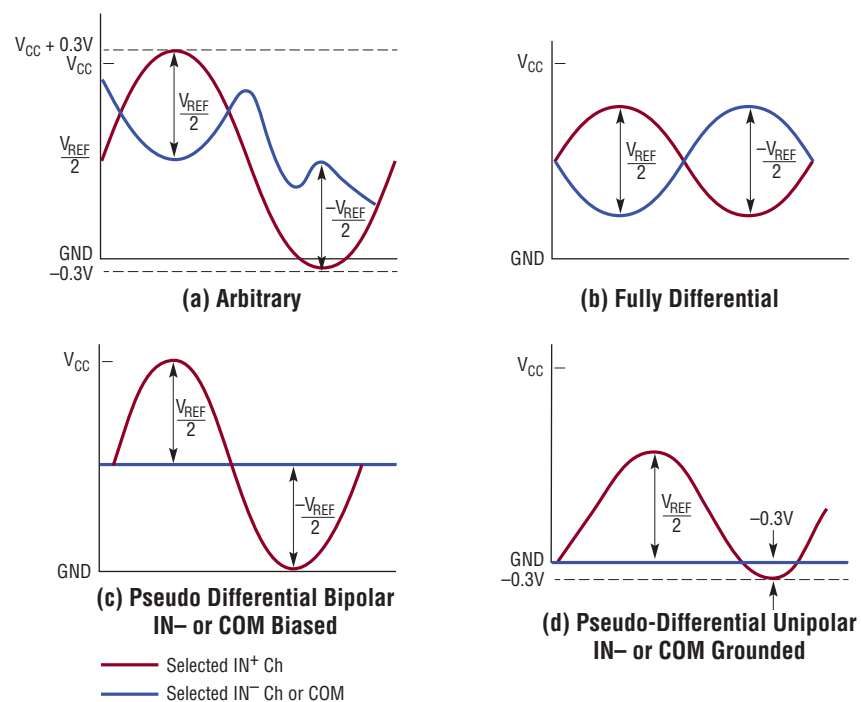 VCC + 0.3V
VCC
VREF
2
VREF
2
–VREF
2
GND
–0.3V
(a) Arbitrary
VCC
VREF
2
–VREF
2
GND
(b) Fully Differential
VCC
VREF
2
–VREF
2
GND
(c) Pseudo Differential Bipolar
IN– or COM Biased
VCC
VREF
2
–0.3V
GND
–0.3V
(d) Pseudo-Differential Unipolar
IN– or COM Grounded
Selected IN+ Ch
Selected IN– Ch or COM